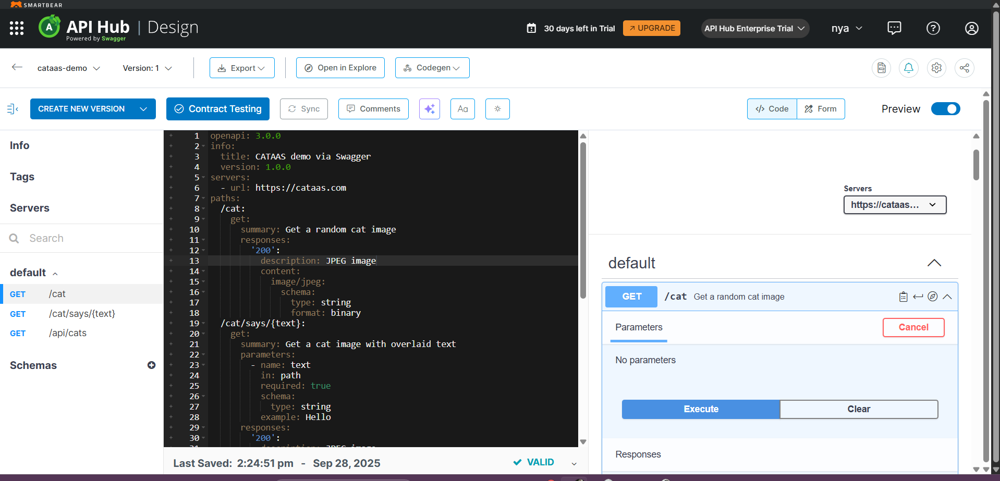 SMARTBEAR
API Hub | Design
Powered by Swagger
30 days left in Trial
UPGRADE
API Hub Enterprise Trial
nya
cataas-demo
Version: 1
Export
Open in Explore
Codegen
CREATE NEW VERSION
Contract Testing
Sync
Comments
Aa
</> Code
Form
Preview
Info
Tags
Servers
Search
default
GET /cat
GET /cat/says/{text}
GET /api/cats
Schemas
1 openapi: 3.0.0
2 info:
3   title: CATAAS demo via Swagger
4   version: 1.0.0
5 servers:
6   - url: https://cataas.com
7 paths:
8   /cat:
9     get:
10       summary: Get a random cat image
11       responses:
12         '200':
13           description: JPEG image
14           content:
15             image/jpeg:
16               schema:
17                 type: string
18                 format: binary
19   /cat/says/{text}:
20     get:
21       summary: Get a cat image with overlaid text
22       parameters:
23         - name: text
24           in: path
25           required: true
26           schema:
27             type: string
28           example: Hello
29       responses:
30         '200':
31           description: JPEG image
Last Saved: 2:24:51 pm - Sep 28, 2025
VALID
Servers
https://cataas...
default
GET /cat Get a random cat image
Parameters
Cancel
No parameters
Execute
Clear
Responses